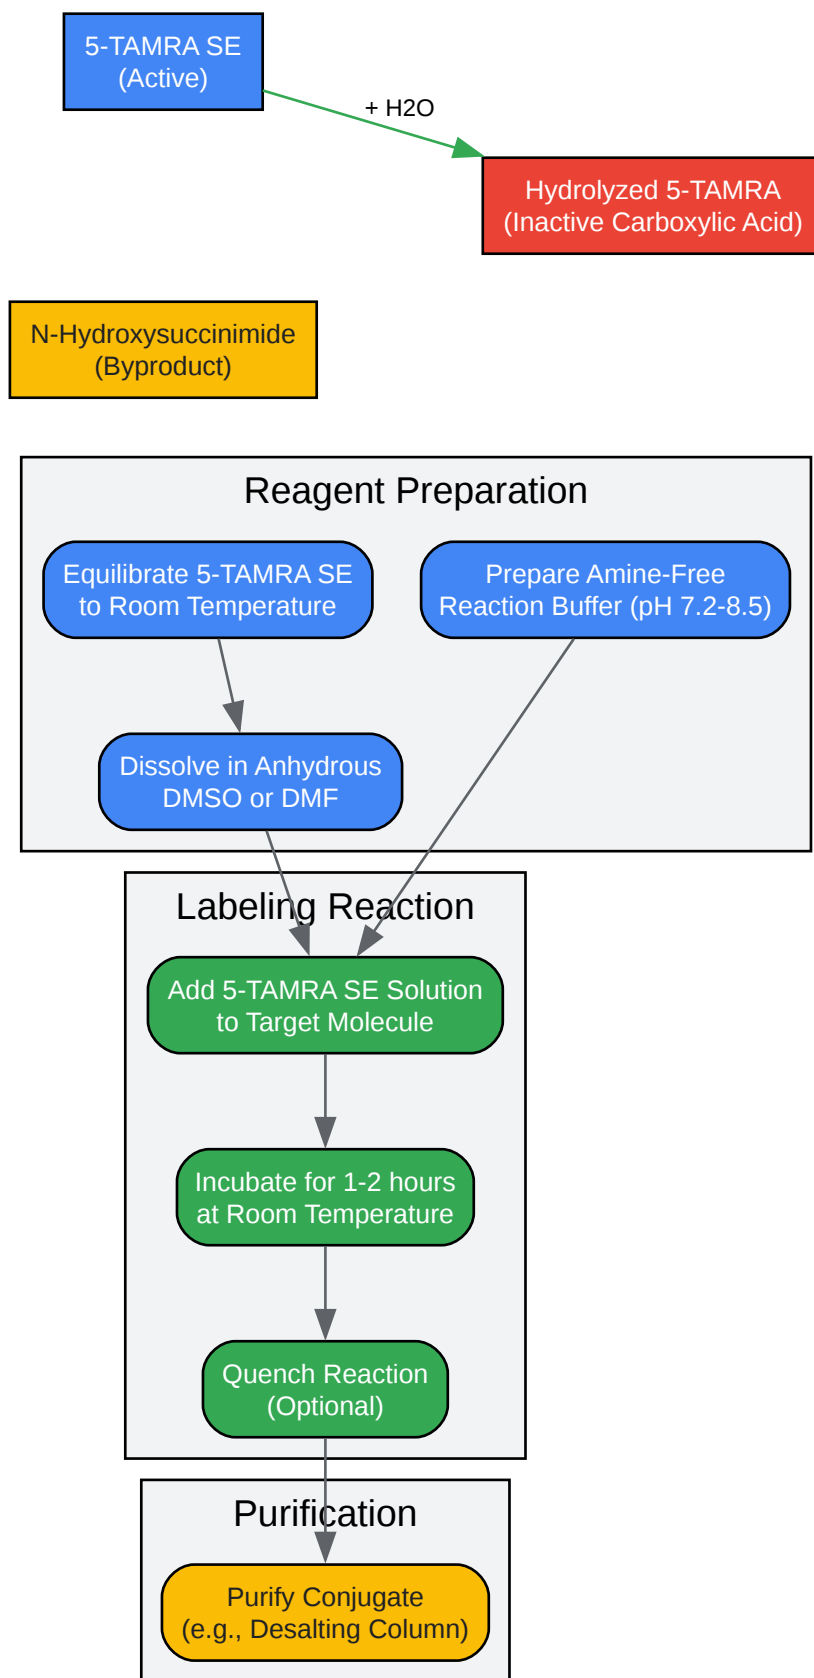 5-TAMRA SE
(Active)
+ H2O
Hydrolyzed 5-TAMRA
(Inactive Carboxylic Acid)
N-Hydroxysuccinimide
(Byproduct)
Reagent Preparation
Equilibrate 5-TAMRA SE
to Room Temperature
Prepare Amine-Free
Reaction Buffer (pH 7.2-8.5)
Dissolve in Anhydrous
DMSO or DMF
Labeling Reaction
Add 5-TAMRA SE Solution
to Target Molecule
Incubate for 1-2 hours
at Room Temperature
Quench Reaction
(Optional)
Purification
Purify Conjugate
(e.g., Desalting Column)